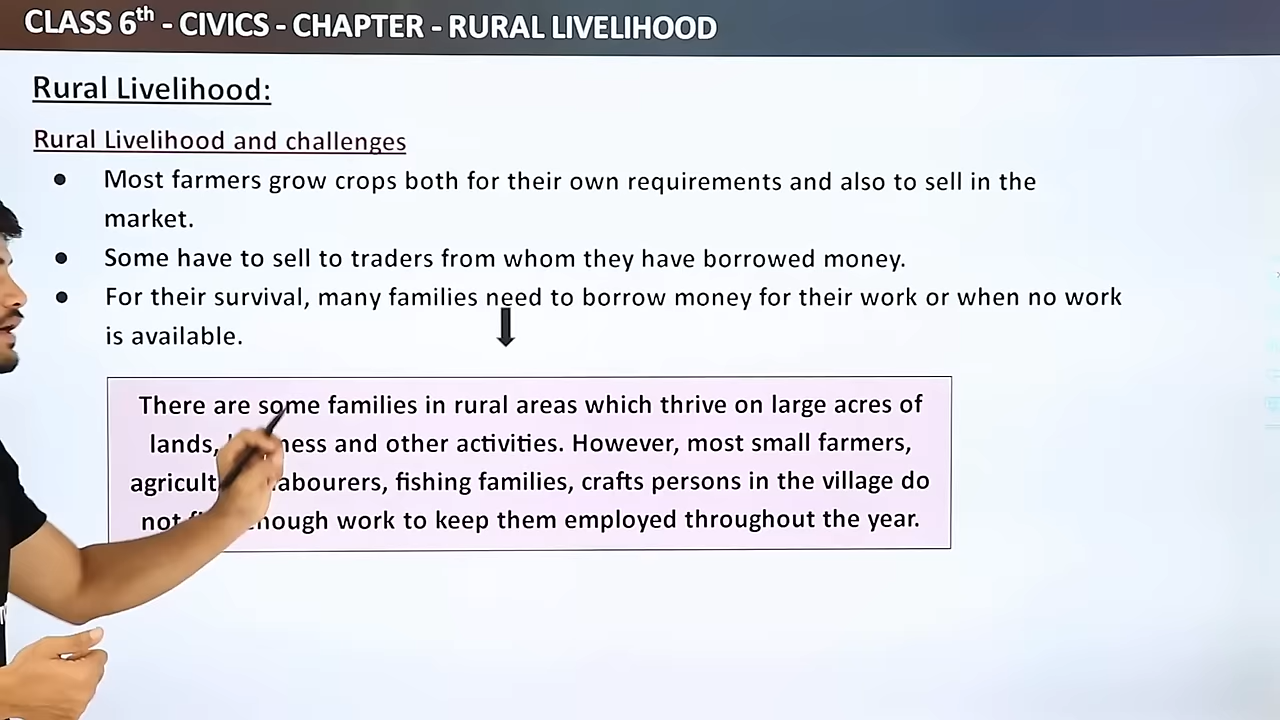 CLASS 6th - CIVICS - CHAPTER - RURAL LIVELIHOOD
Rural Livelihood:
Rural Livelihood and challenges
● Most farmers grow crops both for their own requirements and also to sell in the
market.
● Some have to sell to traders from whom they have borrowed money.
● For their survival, many families need to borrow money for their work or when no work
is available.
There are some families in rural areas which thrive on large acres of
lands, and other activities. However, most small farmers,
labourers, fishing families, crafts persons in the village do
not enough work to keep them employed throughout the year.